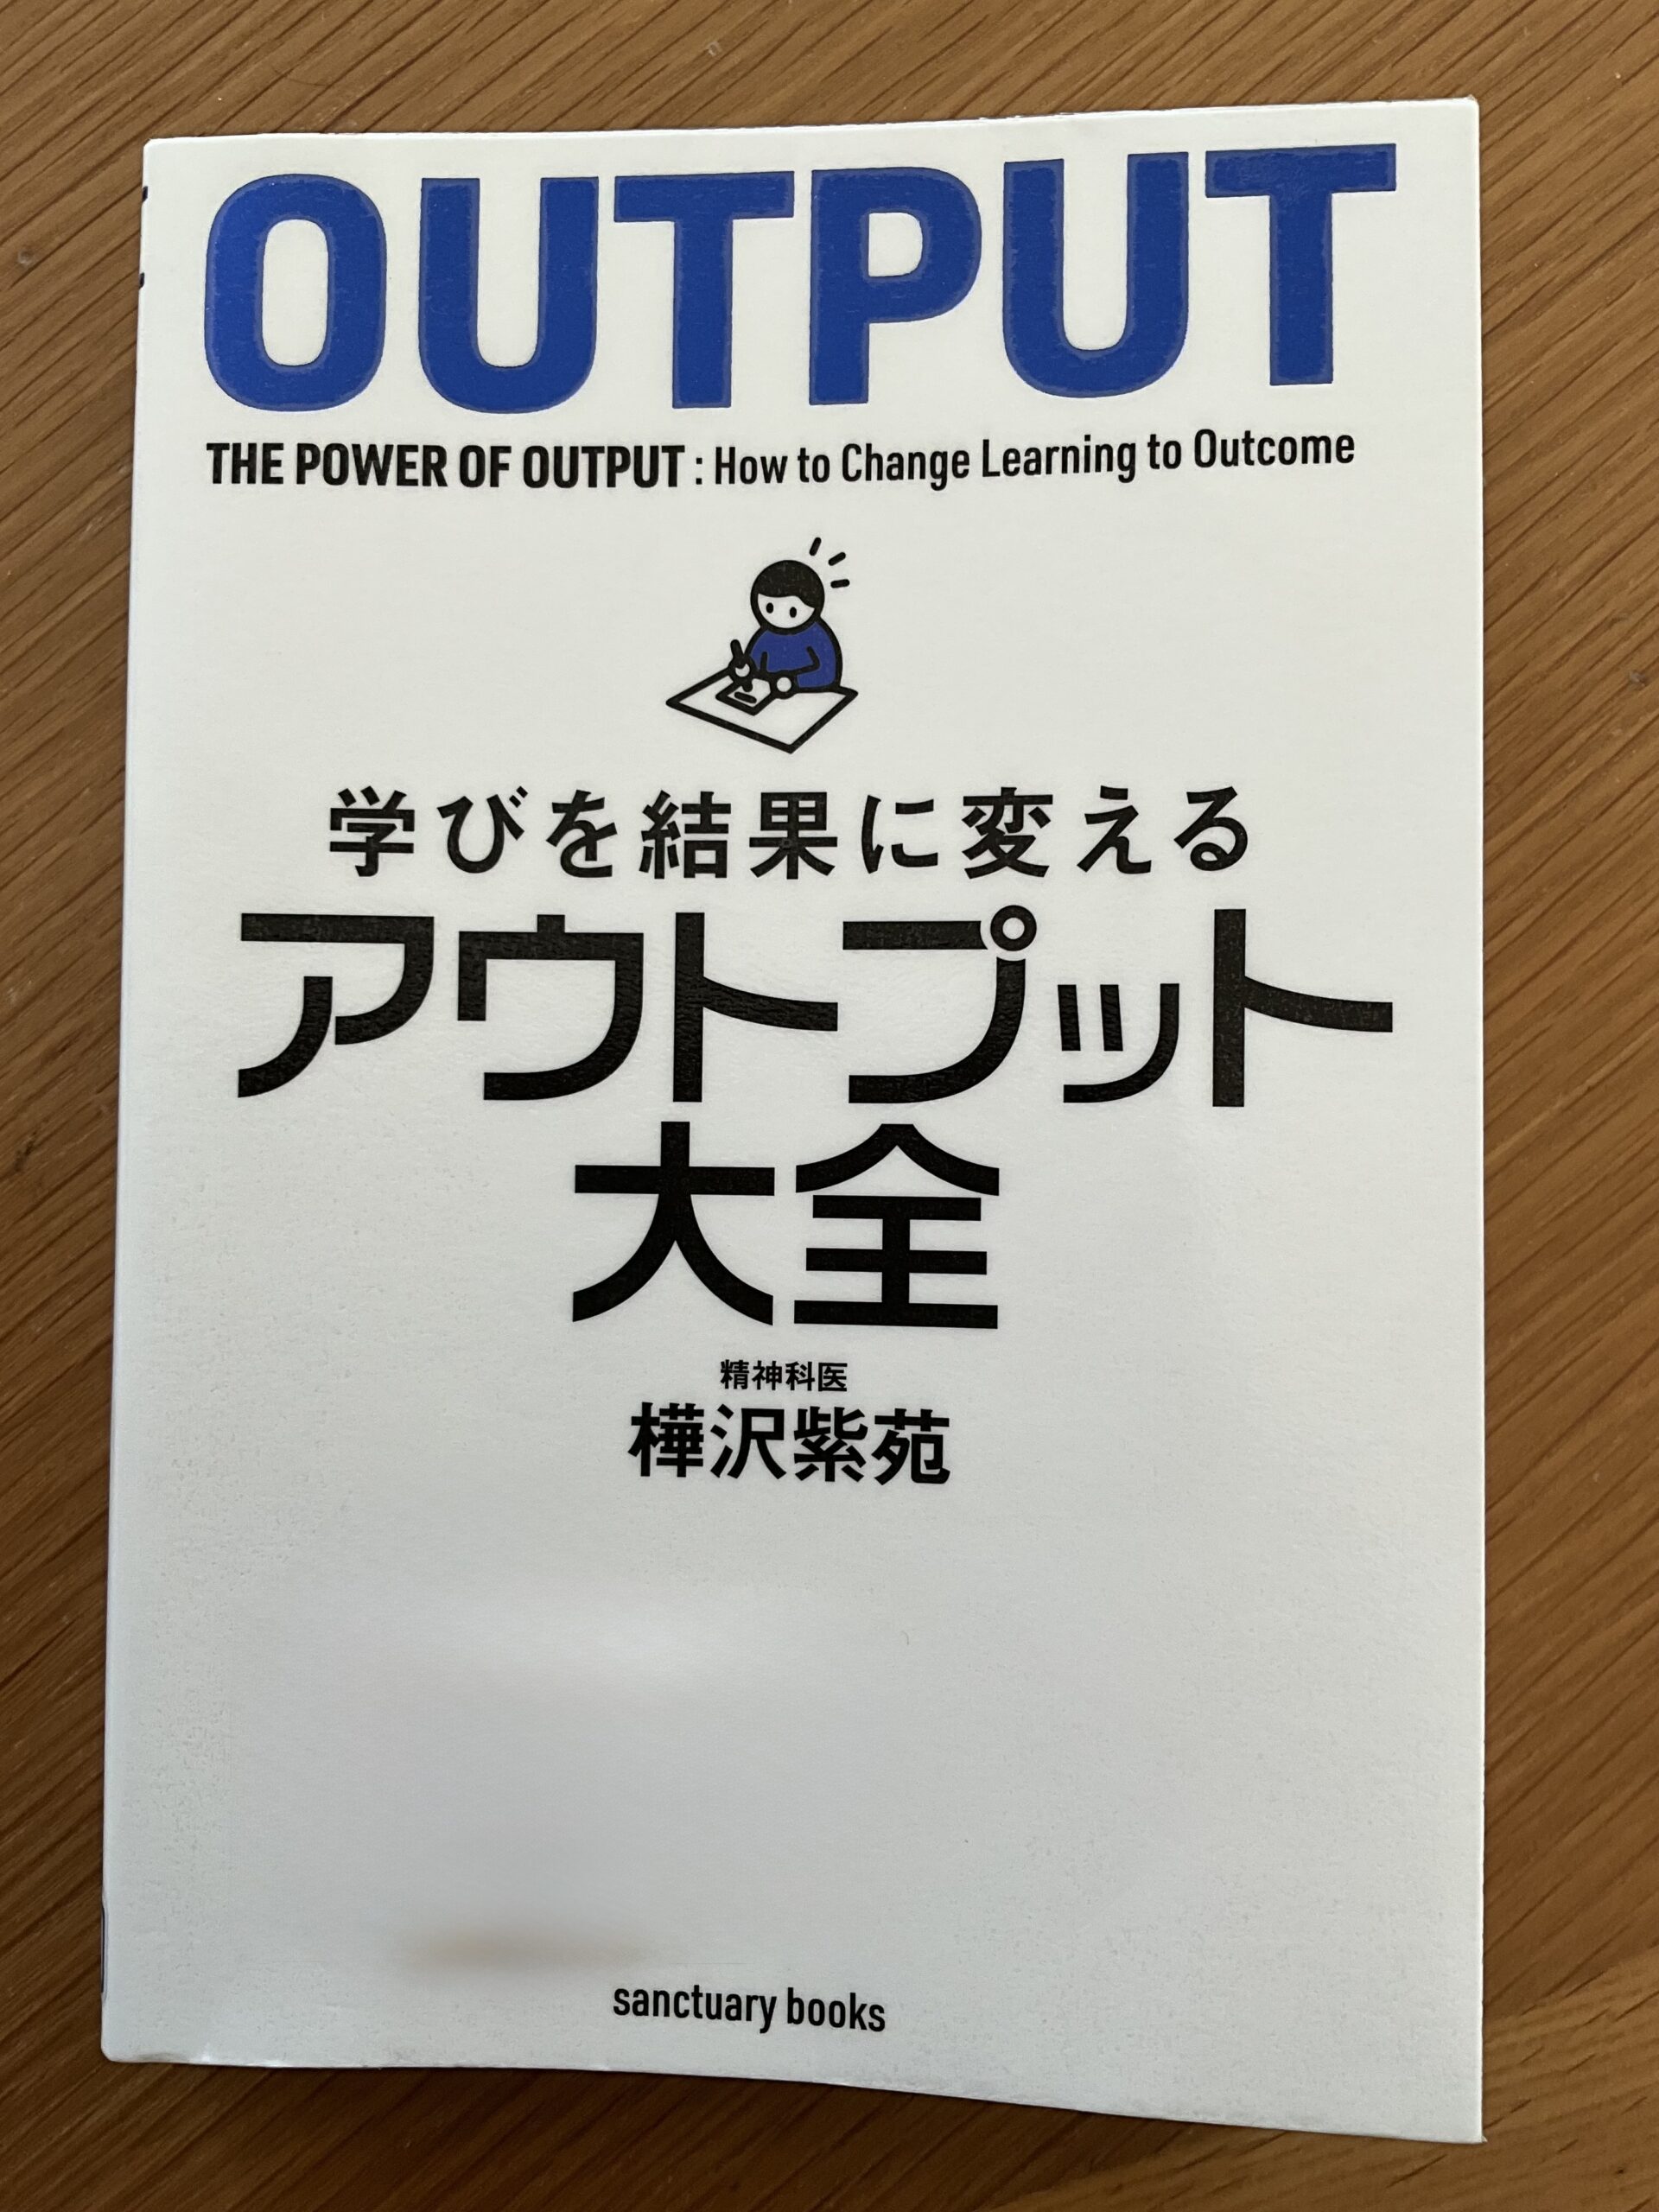 OUTPUT
THE POWER OF OUTPUT : How to Change Learning to Outcome
学びを結果に変える
アウトプット
大全
精神科医
樺沢紫苑
sanctuary books